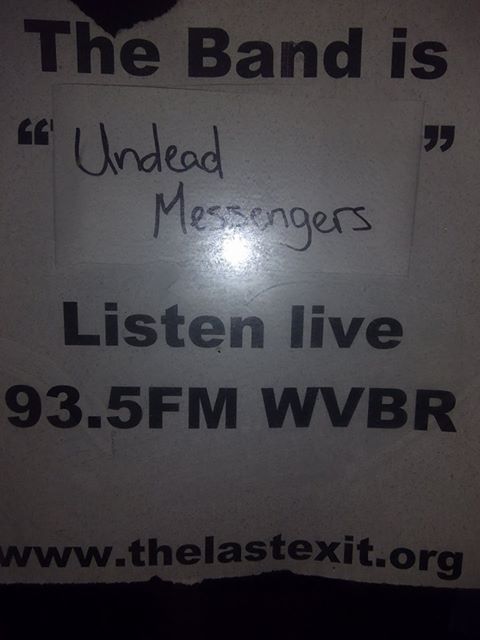 The Band is
“Undead”
Messengers
Listen live
93.5FM WVBR
www.thelastexit.org